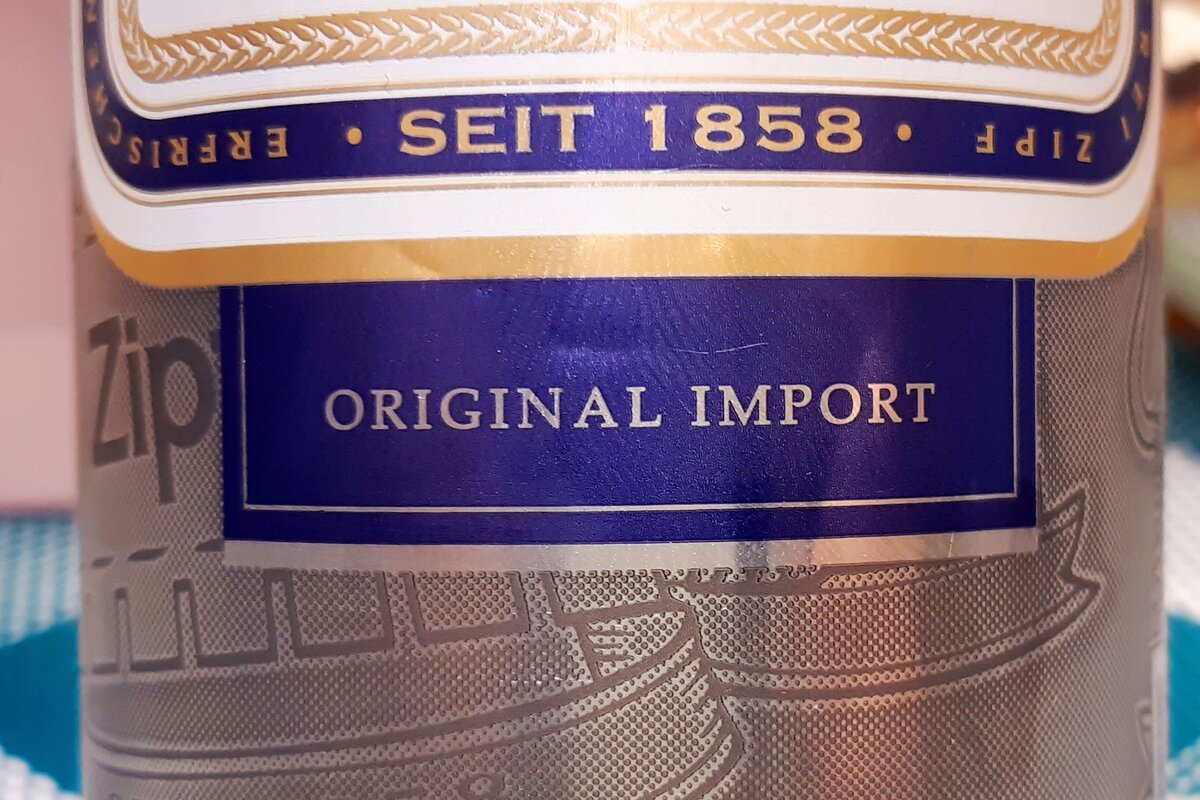 ERFRISCH
SEIT 1858
ZIPF
Zip
ORIGINAL IMPORT